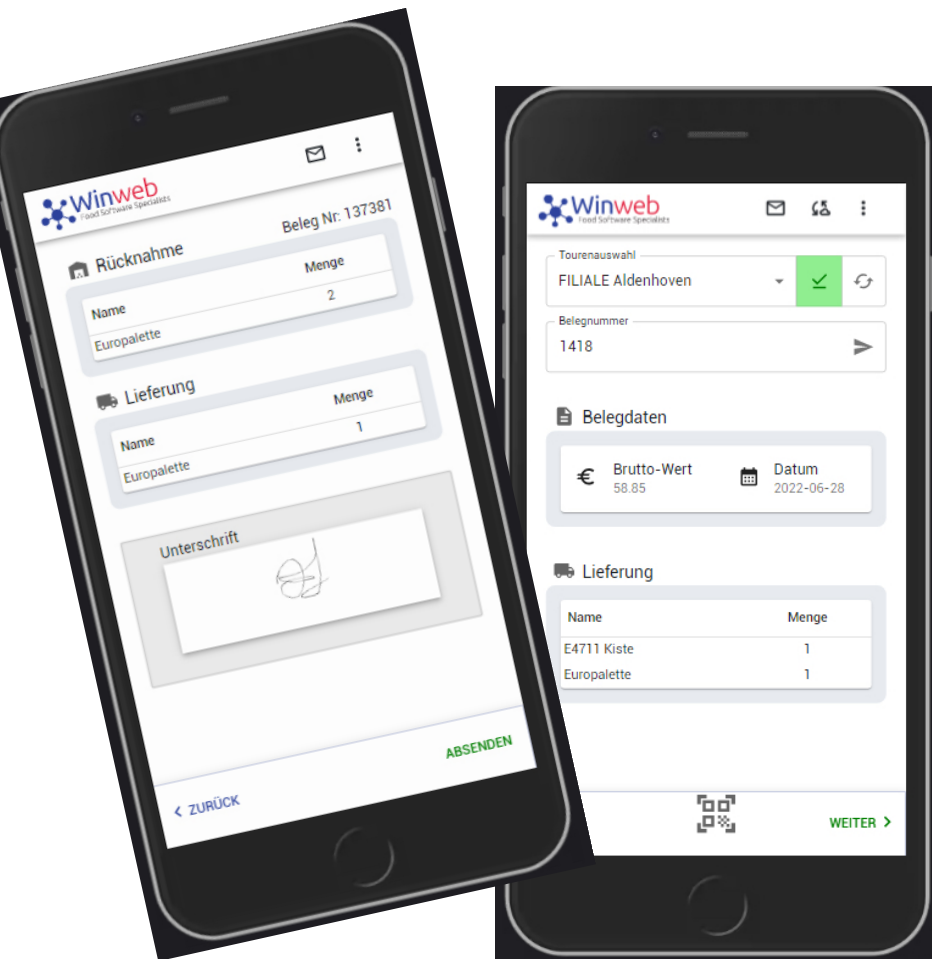 Winweb
Food Software Specialists
Rücknahme
Beleg Nr. 137381
Name Menge
Europalette 2
Lieferung
Name Menge
Europalette 1
Unterschrift
< ZURÜCK
ABSENDEN
Winweb
Food Software Specialists
Tourenauswahl
FILIALE Aldenhoven
Belegnummer
1418
Belegdaten
€ Brutto-Wert
58.85
Datum
2022-06-28
Lieferung
Name Menge
E4711 Kiste 1
Europalette 1
WEITER >